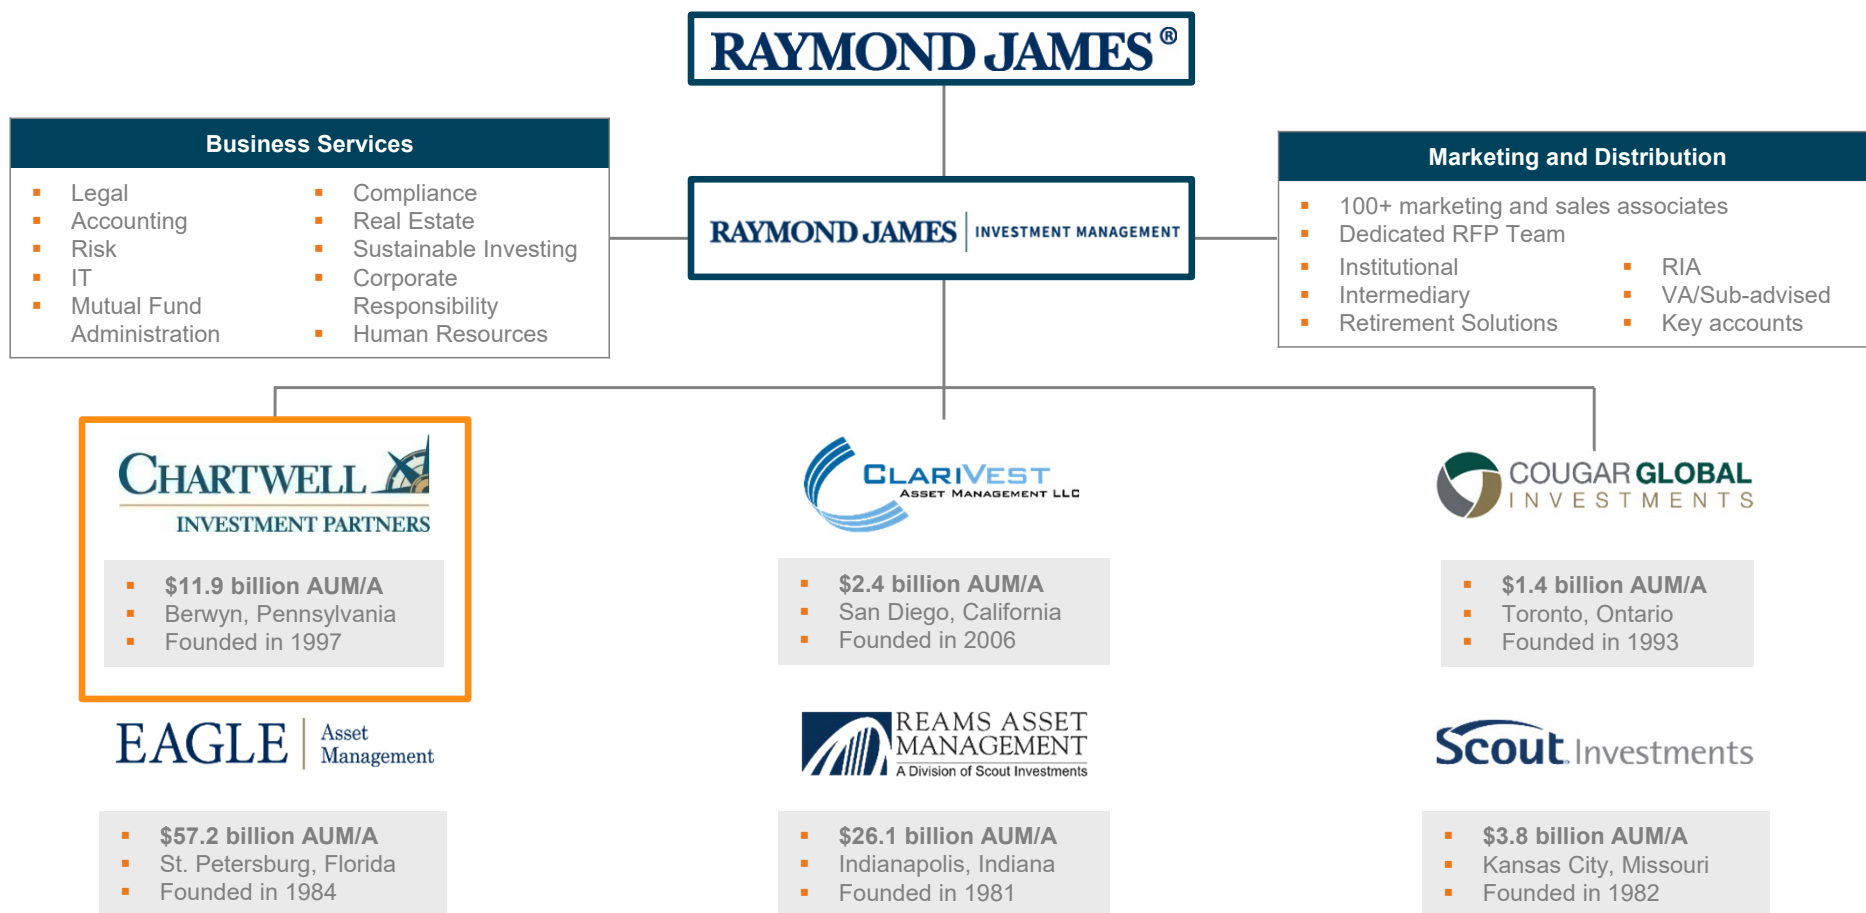 RAYMOND JAMES®
Business Services
Legal
Accounting
Risk
IT
Mutual Fund
Administration
Compliance
Real Estate
Sustainable Investing
Corporate
Responsibility
Human Resources
RAYMOND JAMES INVESTMENT MANAGEMENT
Marketing and Distribution
100+ marketing and sales associates
Dedicated RFP Team
Institutional
Intermediary
Retirement Solutions
RIA
VA/Sub-advised
Key accounts
CHARTWELL
INVESTMENT PARTNERS
$11.9 billion AUM/A
Berwyn, Pennsylvania
Founded in 1997
CLARIVEST
ASSET MANAGEMENT LLC
$2.4 billion AUM/A
San Diego, California
Founded in 2006
COUGAR GLOBAL
INVESTMENTS
$1.4 billion AUM/A
Toronto, Ontario
Founded in 1993
EAGLE
Asset
Management
$57.2 billion AUM/A
St. Petersburg, Florida
Founded in 1984
REAMS ASSET
MANAGEMENT
A Division of Scout Investments
$26.1 billion AUM/A
Indianapolis, Indiana
Founded in 1981
Scout Investments
$3.8 billion AUM/A
Kansas City, Missouri
Founded in 1982